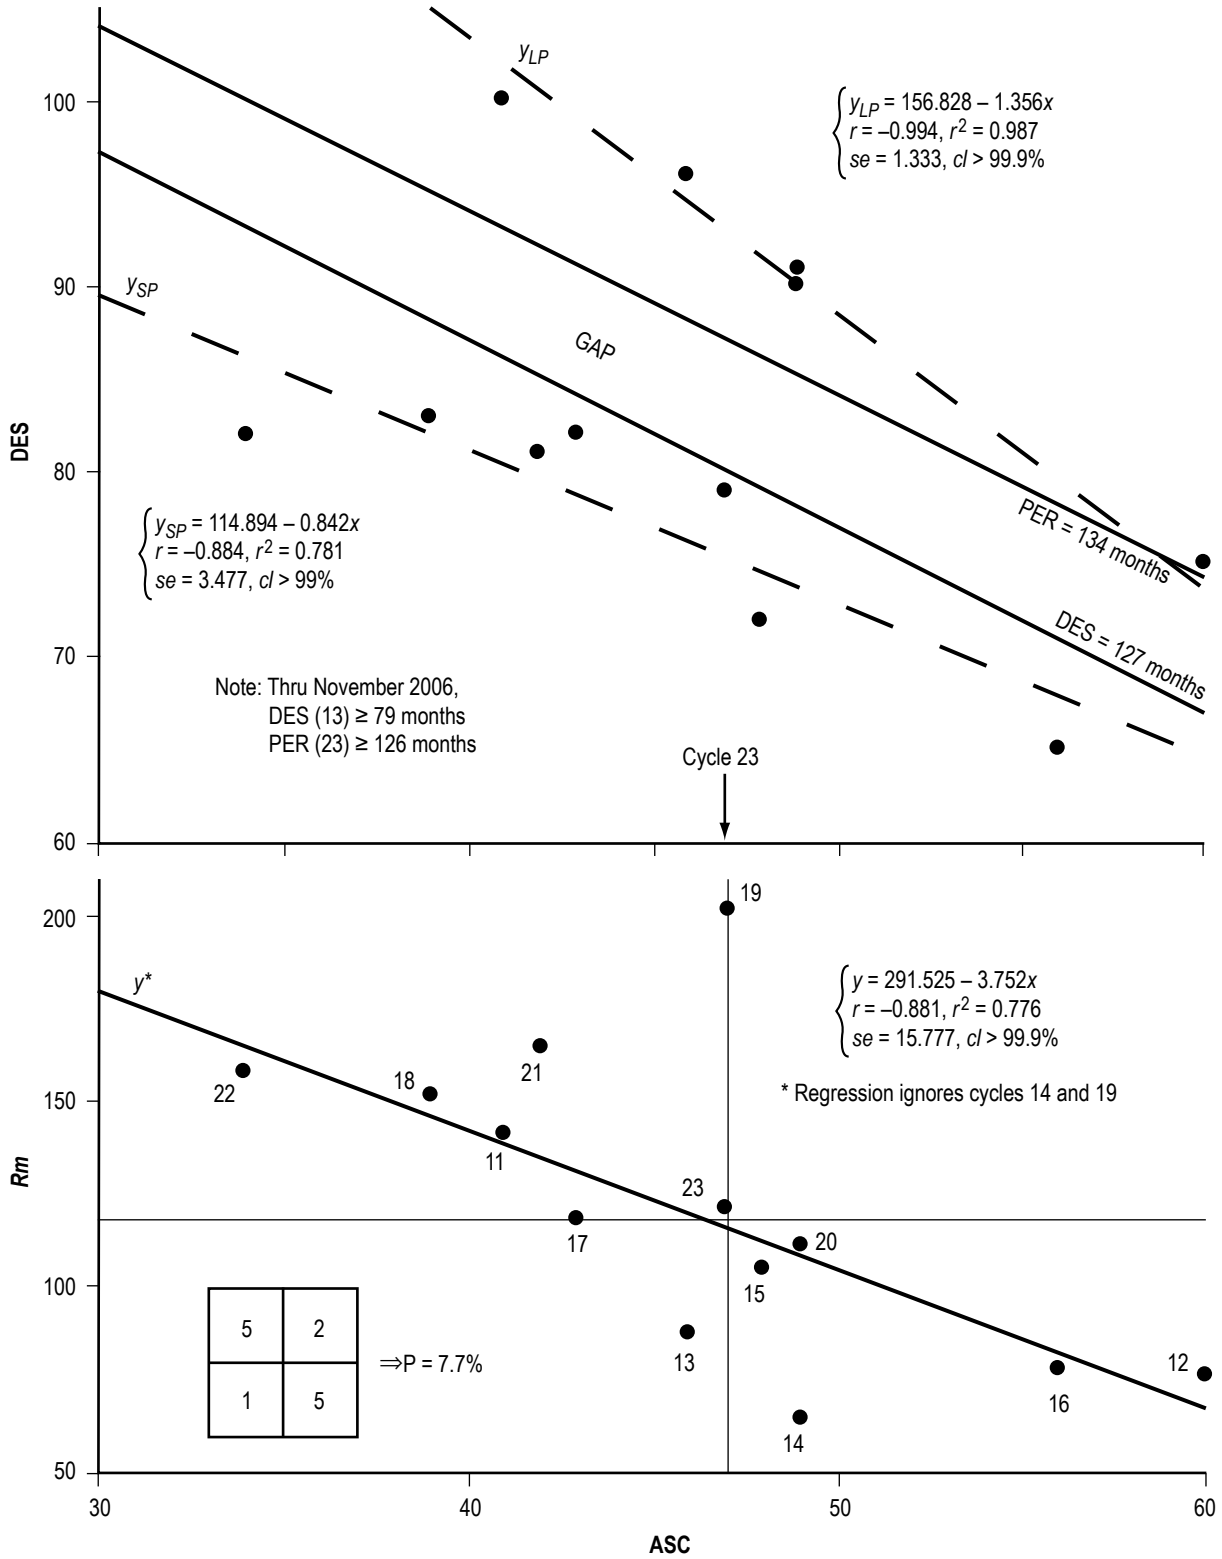 y_LP
100
y_LP = 156.828 – 1.356x
r = –0.994, r² = 0.987
se = 1.333, cl > 99.9%
90
y_SP
GAP
DES
80
y_SP = 114.894 – 0.842x
r = –0.884, r² = 0.781
se = 3.477, cl > 99%
PER = 134 months
DES = 127 months
70
Note: Thru November 2006,
DES (13) ≥ 79 months
PER (23) ≥ 126 months
Cycle 23
60
200
19
y*
y = 291.525 – 3.752x
r = –0.881, r² = 0.776
se = 15.777, cl > 99.9%
* Regression ignores cycles 14 and 19
22
18
21
150
11
Rm
23
17
20
15
100
13
5 2
1 5
⇒P = 7.7%
12
16
14
50
30 40 50 60
ASC